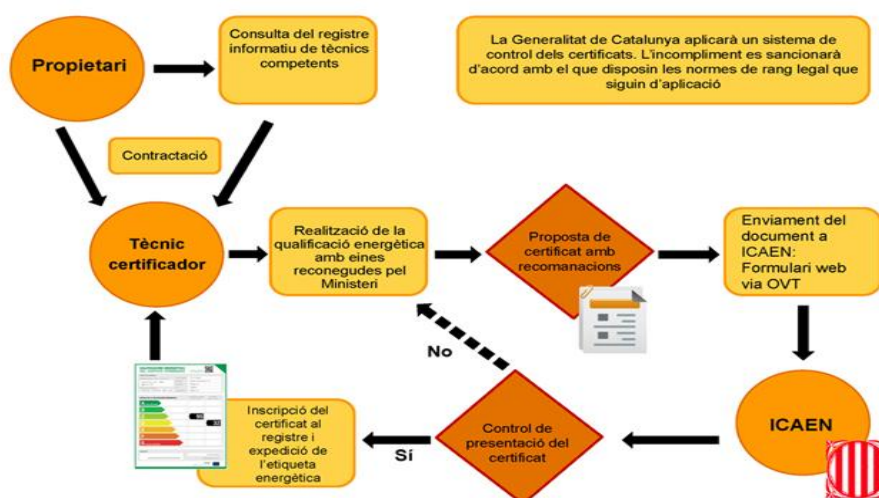 Propietari
Consulta del registre
informatiu de tècnics
competents
La Generalitat de Catalunya aplicarà un sistema de
control dels certificats. L'incompliment es sancionarà
d'acord amb el que disposin les normes de rang legal que
siguin d'aplicació
Contractació
Tècnic
certificador
Realització de la
qualificació energètica
amb eines
reconegudes pel
Ministeri
Proposta de
certificat amb
recomanacions
Enviament del
document a
ICAEN:
Formulari web
via OVT
No
Inscripció del
certificat al
registre i
expedició de
l'etiqueta
energètica
Sí
Control de
presentació del
certificat
ICAEN